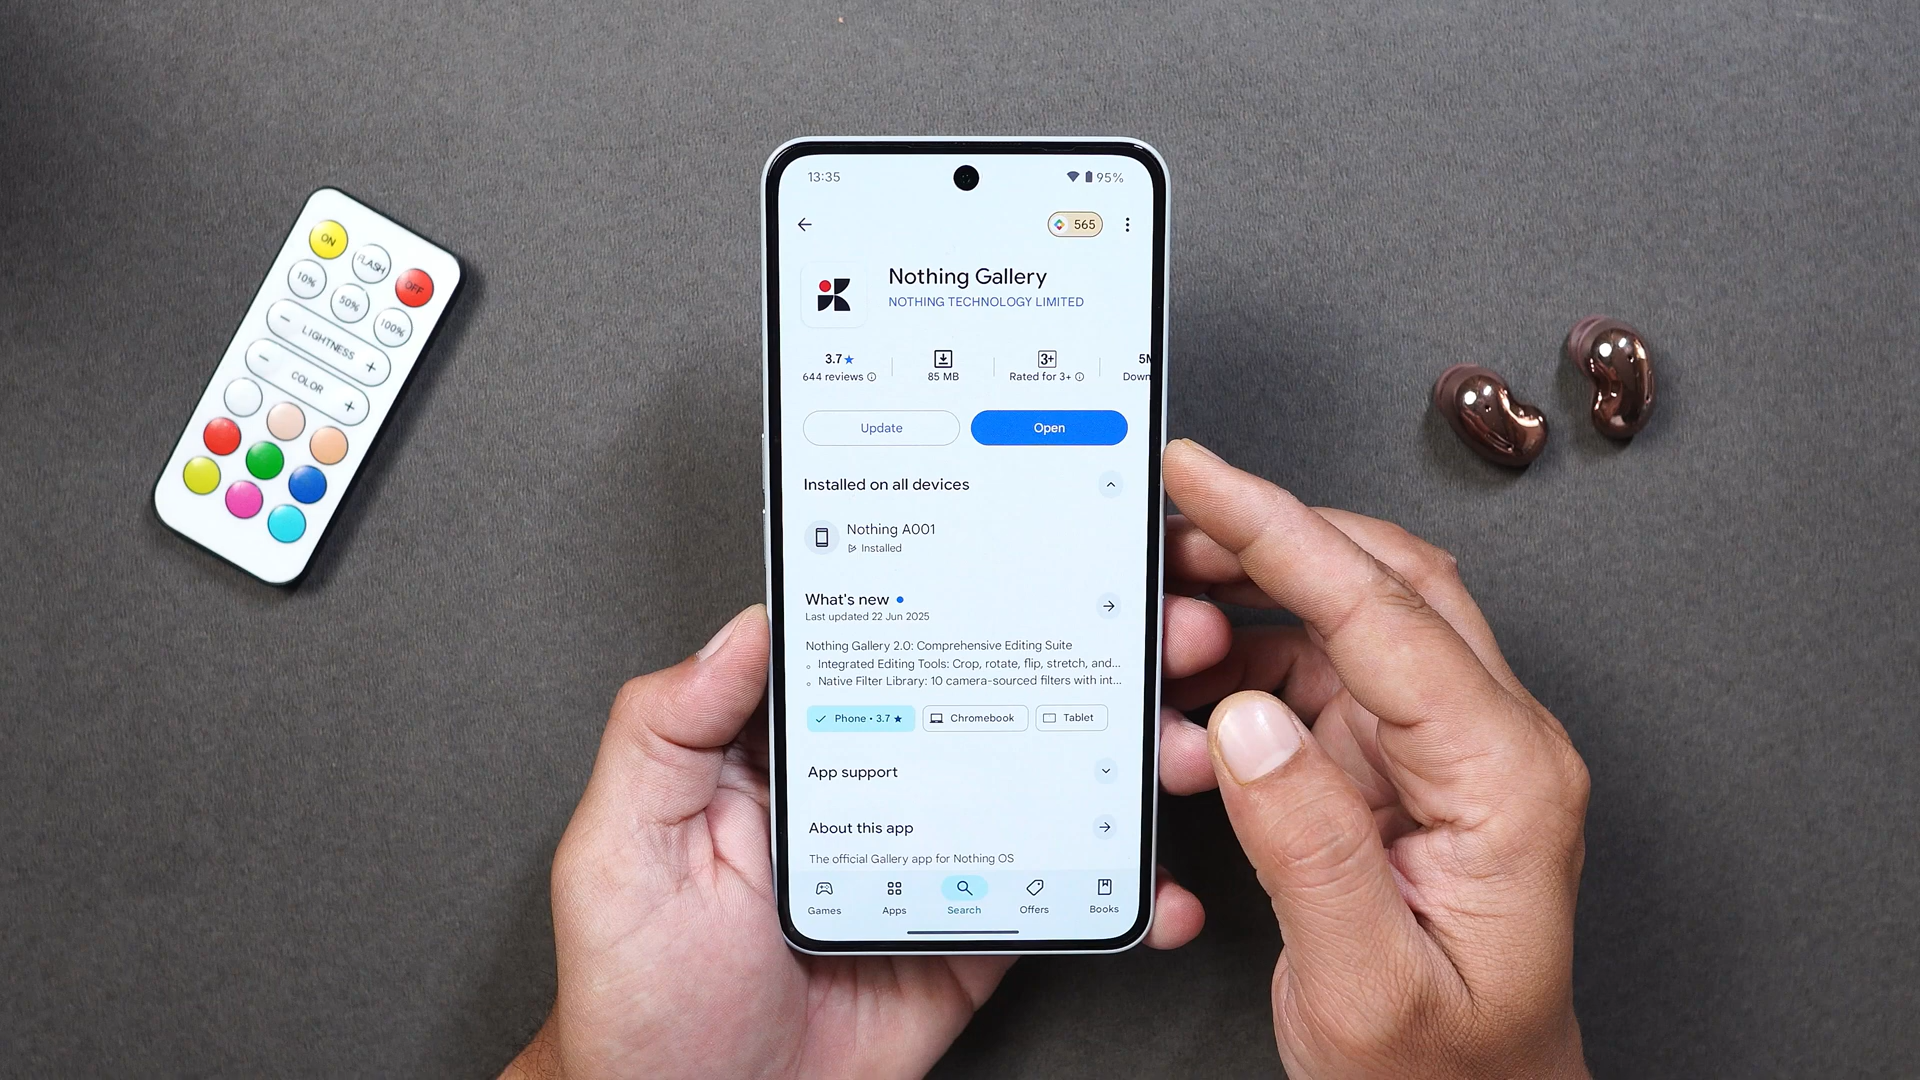 13:35
95%
565
Nothing Gallery
NOTHING TECHNOLOGY LIMITED
3.7★
644 reviews
85 MB
3+
Rated for 3+
5M
Down
Update
Open
Installed on all devices
Nothing A001
Installed
What's new
Last updated 22 Jun 2025
Nothing Gallery 2.0: Comprehensive Editing Suite
Integrated Editing Tools: Crop, rotate, flip, stretch, and...
Native Filter Library: 10 camera-sourced filters with int...
Phone • 3.7 ★
Chromebook
Tablet
App support
About this app
The official Gallery app for Nothing OS
Games
Apps
Search
Offers
Books
ON
FLASH
OFF
10%
50%
100%
− LIGHTNESS +
− COLOR +